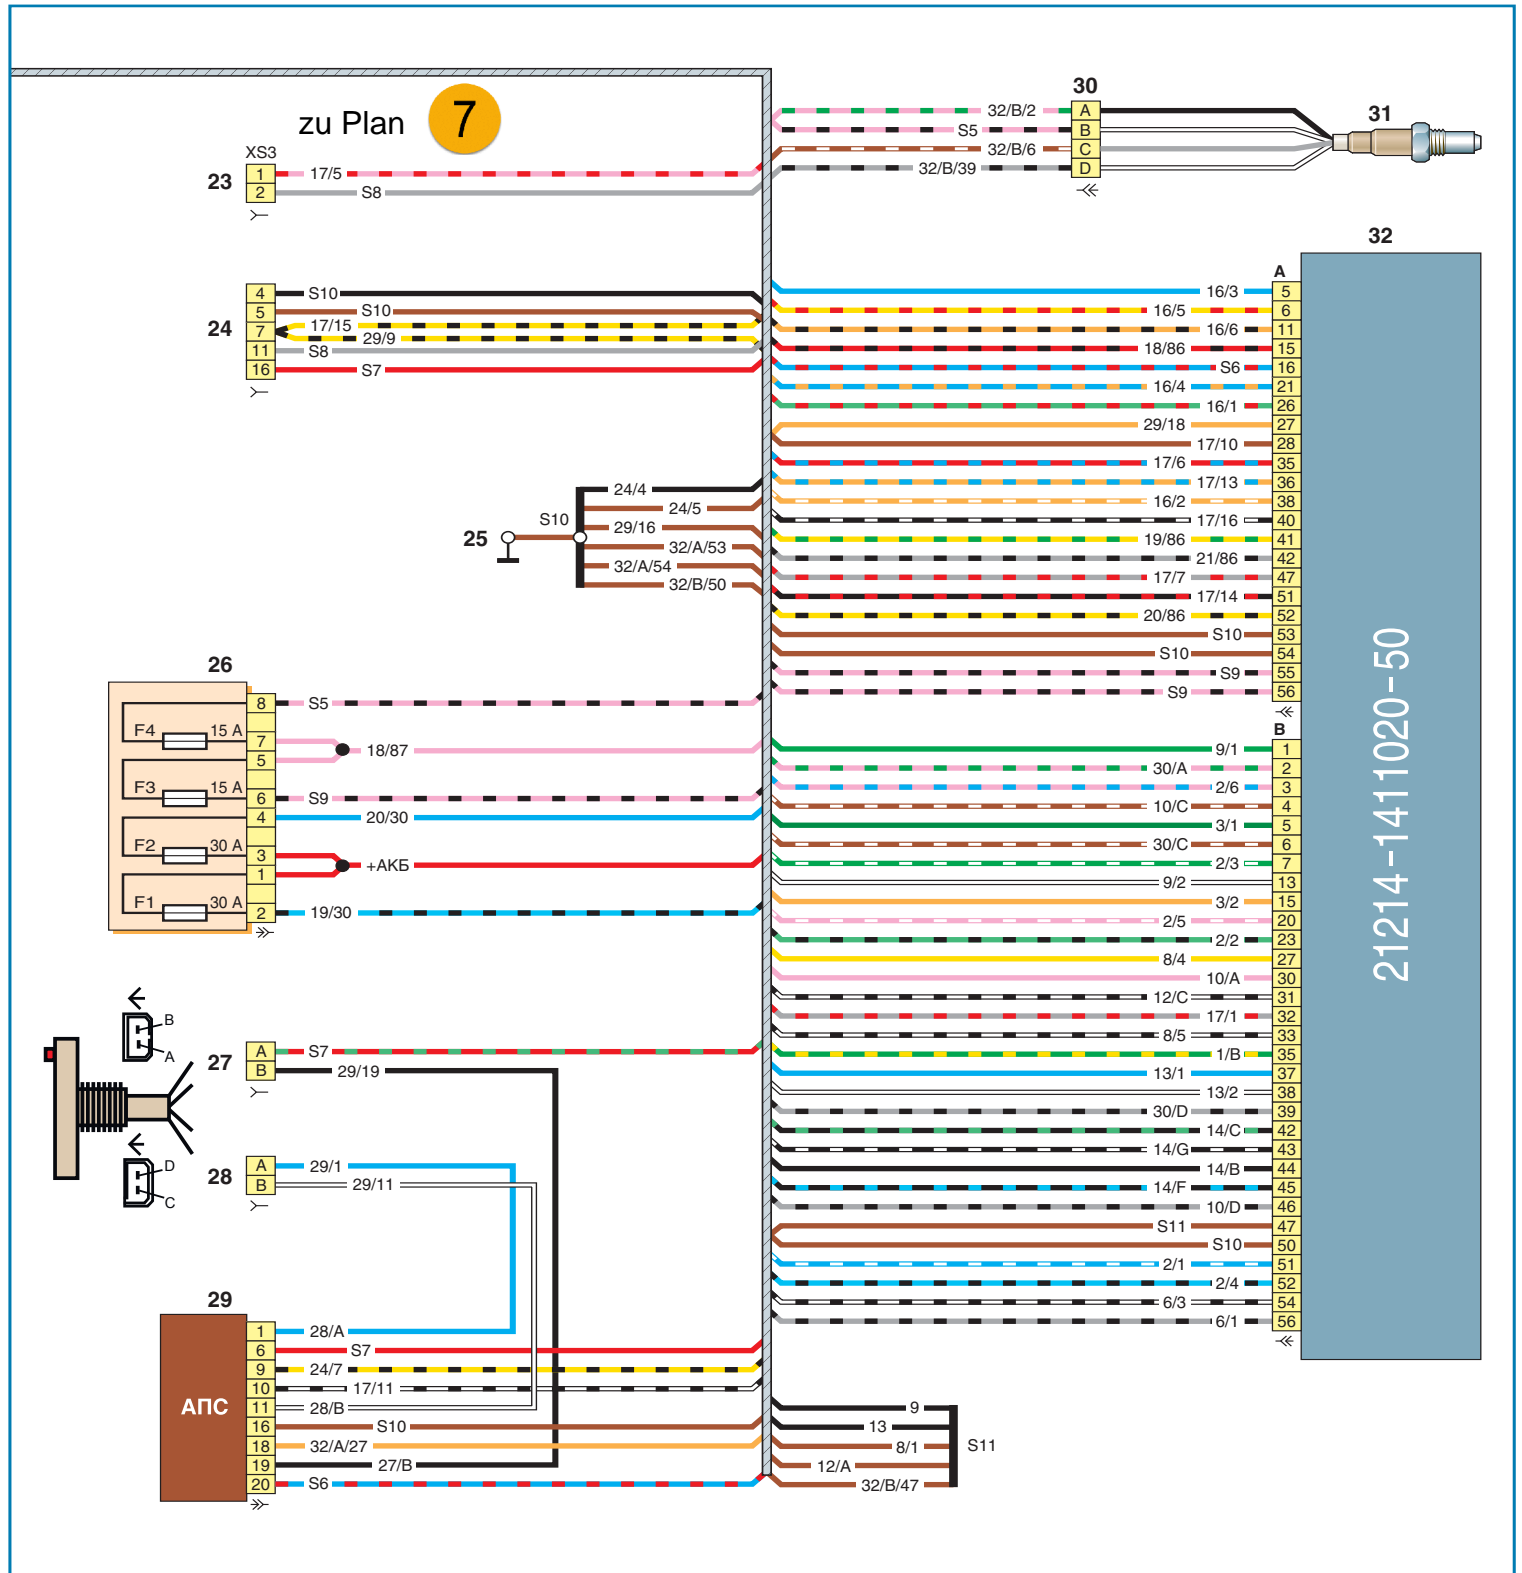 zu Plan 7
XS3
23
1 17/5
2 S8
24
4 S10
5 S10
7 17/15
29/9
11 S8
16 S7
25
S10
24/4
24/5
29/16
32/A/53
32/A/54
32/B/50
26
8 S5
F4 15 A
7
18/87
5
F3 15 A
6 S9
4 20/30
F2 30 A
3
+АКБ
1
F1 30 A
2 19/30
B
A
27
A S7
B 29/19
D
C
28
A 29/1
B 29/11
29
АПС
1 28/A
6 S7
9 24/7
10 17/11
11 28/B
16 S10
18 32/A/27
19 27/B
20 S6
30
32/B/2 A
S5 B
32/B/6 C
32/B/39 D
31
32
21214-1411020-50
A
16/3 5
16/5 6
16/6 11
18/86 15
S6 16
16/4 21
16/1 26
29/18 27
17/10 28
17/6 35
17/13 36
16/2 38
17/16 40
19/86 41
21/86 42
17/7 47
17/14 51
20/86 52
S10 53
S10 54
S9 55
S9 56
B
9/1 1
30/A 2
2/6 3
10/C 4
3/1 5
30/C 6
2/3 7
9/2 13
3/2 15
2/5 20
2/2 23
8/4 27
10/A 30
12/C 31
17/1 32
8/5 33
1/B 35
13/1 37
13/2 38
30/D 39
14/C 42
14/G 43
14/B 44
14/F 45
10/D 46
S11 47
S10 50
2/1 51
2/4 52
6/3 54
6/1 56
9
13
8/1
12/A
32/B/47
S11